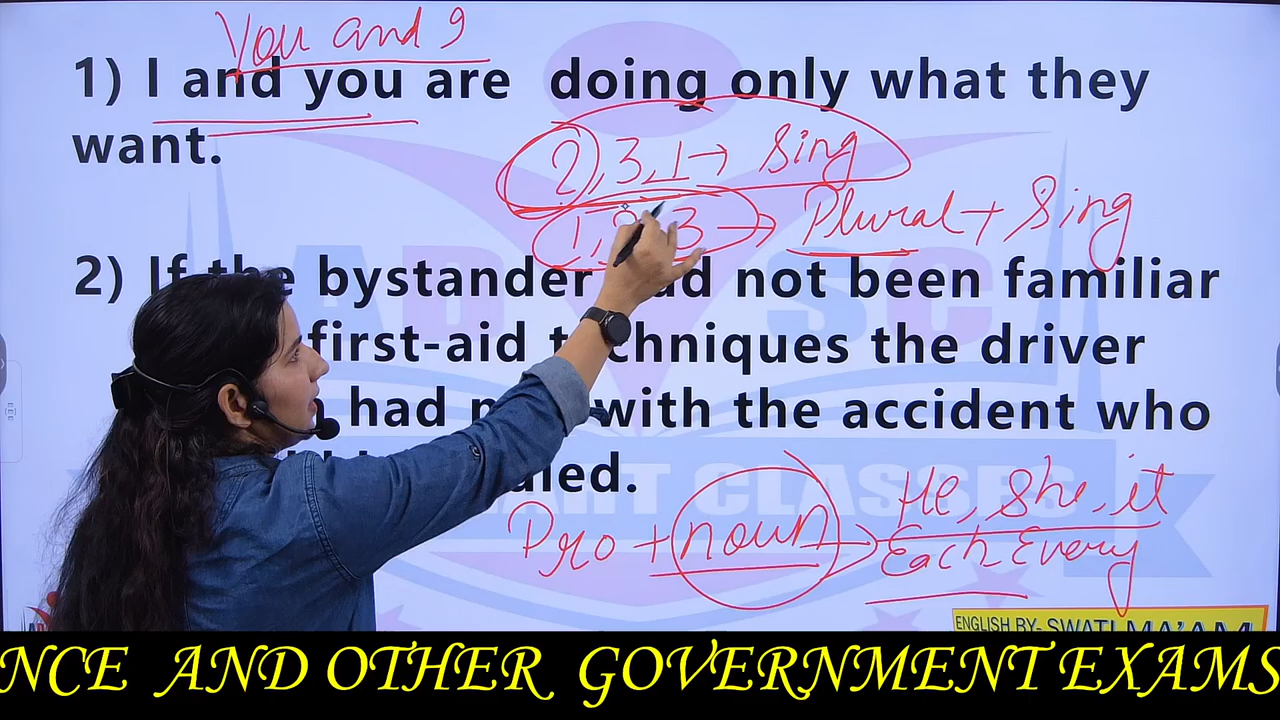 You and I
1) I and you are doing only what they
want.
2, 3, 1 → Sing
1, 2, 3 → Plural + Sing
2) If the bystander had not been familiar
first-aid techniques the driver
had with the accident who
died.
Pro + noun → He, She, it
Each Every
ENGLISH BY- SWATI MA'AM
NCE AND OTHER GOVERNMENT EXAMS